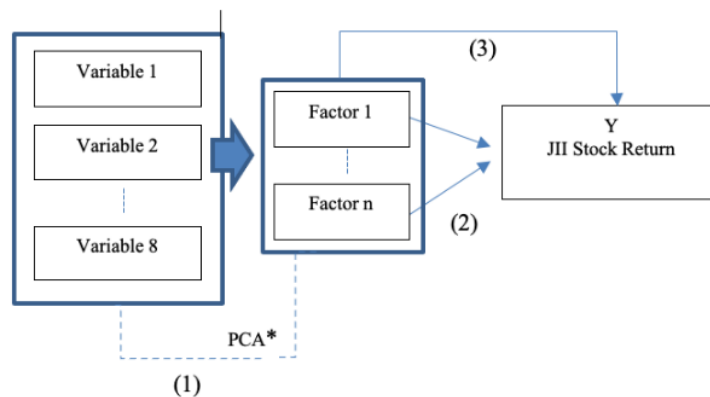 Variable 1
Variable 2
Variable 8
Factor 1
Factor n
(3)
Y
JII Stock Return
(2)
PCA*
(1)